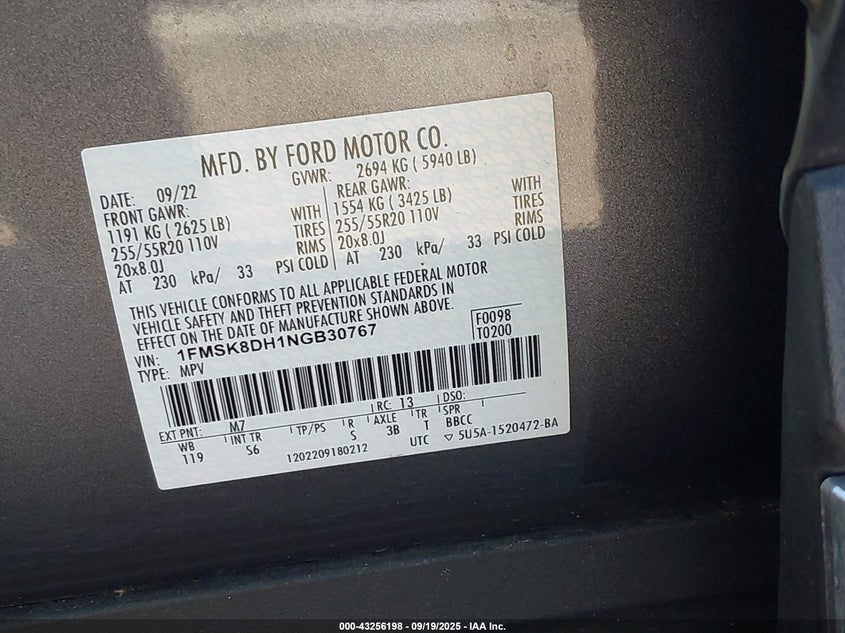 MFD. BY FORD MOTOR CO.
DATE: 09/22 GVWR: 2694 KG ( 5940 LB)
FRONT GAWR: REAR GAWR:
1191 KG ( 2625 LB) WITH 1554 KG ( 3425 LB) WITH
255/55R20 110V TIRES 255/55R20 110V TIRES
20x8.0J RIMS 20x8.0J RIMS
AT 230 kPa/ 33 PSI COLD AT 230 kPa/ 33 PSI COLD
THIS VEHICLE CONFORMS TO ALL APPLICABLE FEDERAL MOTOR
VEHICLE SAFETY AND THEFT PREVENTION STANDARDS IN
EFFECT ON THE DATE OF MANUFACTURE SHOWN ABOVE.
VIN: 1FMSK8DH1NGB30767 F0098
TYPE: MPV T0200
EXT PNT: M7 RC: 13 DSO:
WB INT TR TP/PS R AXLE TR SPR
119 S6 S 3B T BBCC
1202209180212 UTC ▽ 5U5A-1520472-BA
000-43256198 - 09/19/2025 - IAA Inc.